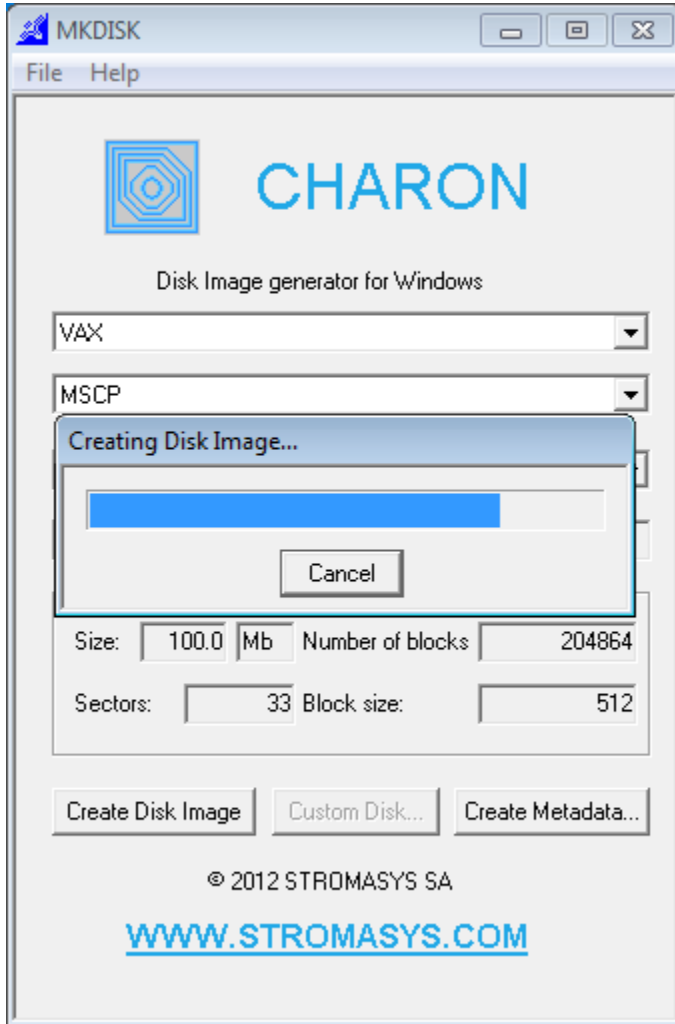 MKDISK
File Help
CHARON
Disk Image generator for Windows
VAX
MSCP
Creating Disk Image...
Cancel
Size: 100.0 Mb Number of blocks 204864
Sectors: 33 Block size: 512
Create Disk Image Custom Disk... Create Metadata...
© 2012 STROMASYS SA
WWW.STROMASYS.COM